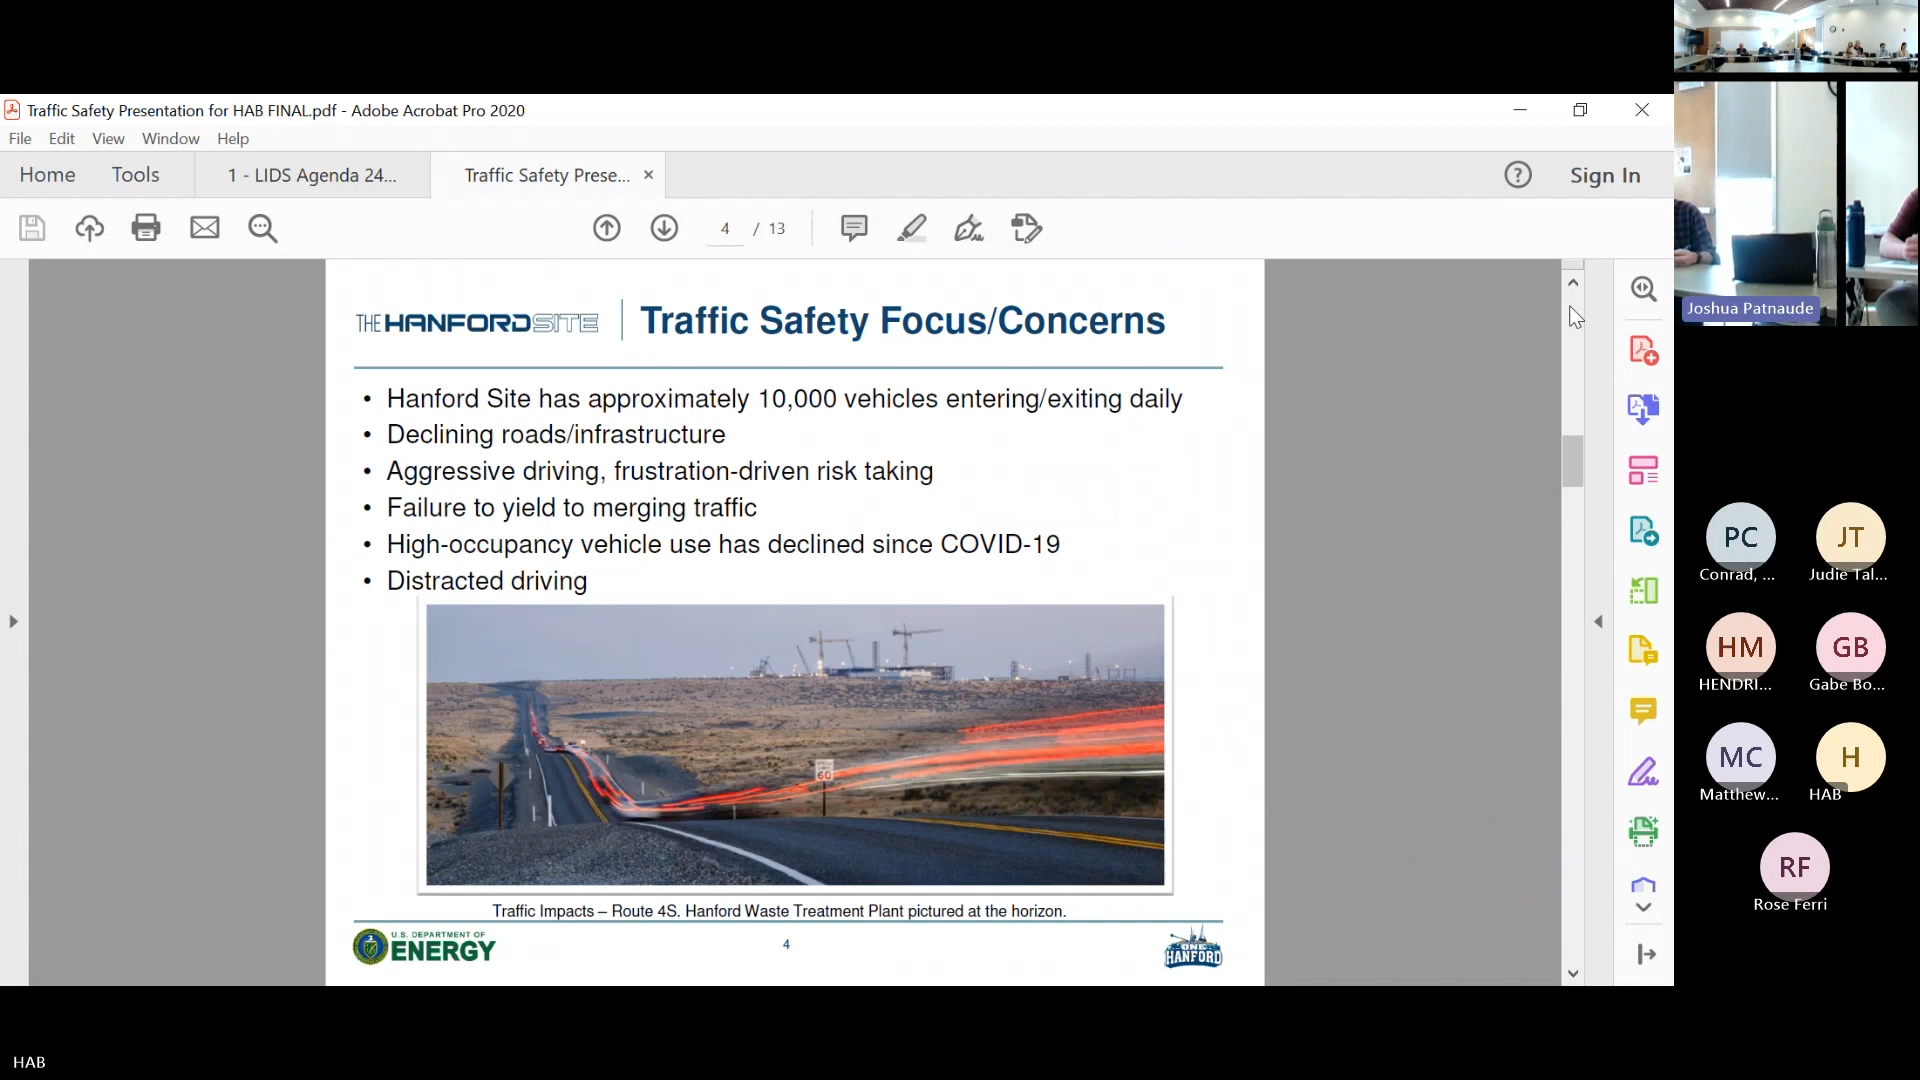 Traffic Safety Presentation for HAB FINAL.pdf - Adobe Acrobat Pro 2020
File Edit View Window Help
Home Tools 1 - LIDS Agenda 24... Traffic Safety Prese... ×
Sign In
4 / 13
THE HANFORD SITE
Traffic Safety Focus/Concerns
• Hanford Site has approximately 10,000 vehicles entering/exiting daily
• Declining roads/infrastructure
• Aggressive driving, frustration-driven risk taking
• Failure to yield to merging traffic
• High-occupancy vehicle use has declined since COVID-19
• Distracted driving
SPEED
LIMIT
60
Traffic Impacts – Route 4S. Hanford Waste Treatment Plant pictured at the horizon.
U.S. DEPARTMENT OF
ENERGY
4
ONE
HANFORD
Joshua Patnaude
PC JT
Conrad, ... Judie Tal...
HM GB
HENDRI... Gabe Bo...
MC H
Matthew... HAB
RF
Rose Ferri
HAB